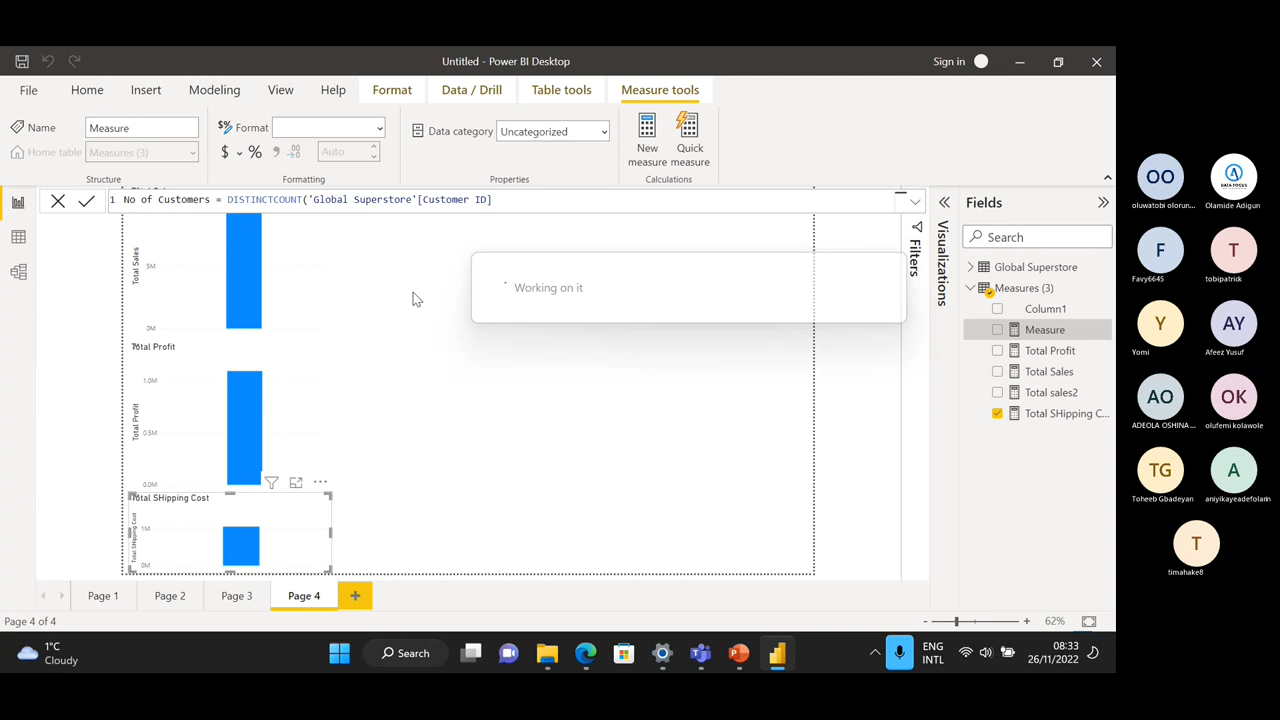 Untitled - Power BI Desktop
Sign in
File Home Insert Modeling View Help Format Data / Drill Table tools Measure tools
Name Measure
Home table Measures (3)
Structure
$% Format
$ % Auto
Formatting
Data category Uncategorized
Properties
New measure
Quick measure
Calculations
1 No of Customers = DISTINCTCOUNT('Global Superstore'[Customer ID]
Total Sales
5M
0M
Total Profit
Total Profit
1.0M
0.5M
0.0M
Total SHipping Cost
Total SHipping Cost
1M
0M
Working on it
Filters
Visualizations
Fields
Search
Global Superstore
Measures (3)
Column1
Measure
Total Profit
Total Sales
Total sales2
Total SHipping C...
Page 1 Page 2 Page 3 Page 4 +
Page 4 of 4
- + 62%
1°C
Cloudy
Search
ENG
INTL
08:33
26/11/2022
OO
oluwatobi olorun...
DATA FOCUS
Olamide Adigun
F
Favy6645
T
tobipatrick
Y
Yomi
AY
Afeez Yusuf
AO
ADEOLA OSHINA ...
OK
olufemi kolawole
TG
Toheeb Gbadeyan
A
aniyikayeadefolarin
T
timahake8